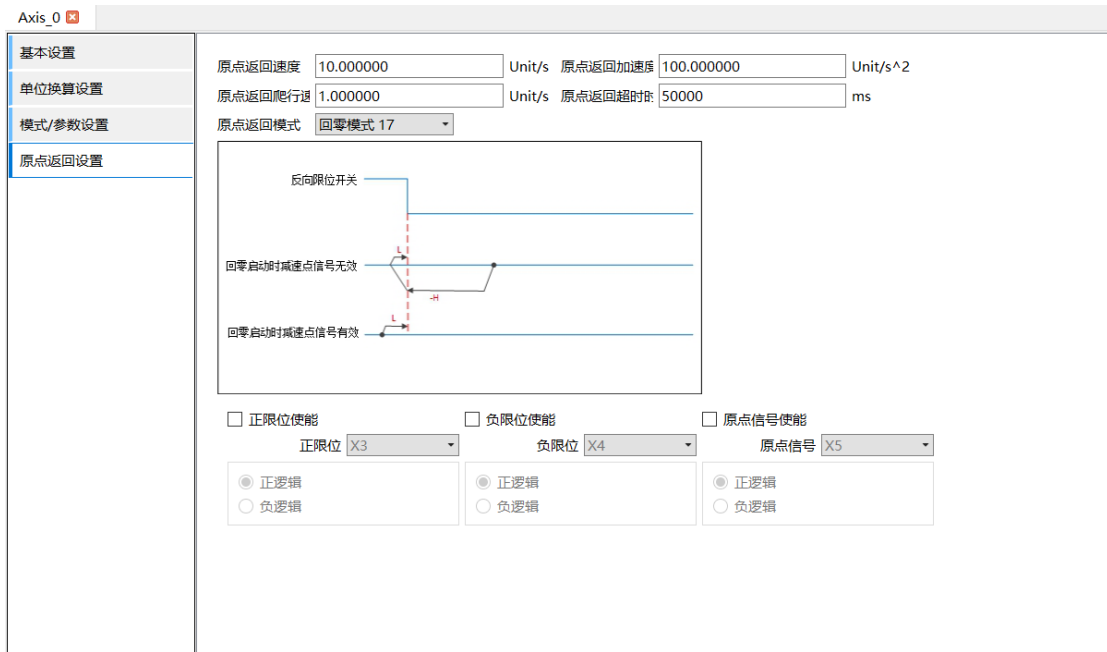 Axis_0
基本设置
单位换算设置
模式/参数设置
原点返回设置
原点返回速度 10.000000 Unit/s 原点返回加速度 100.000000 Unit/s^2
原点返回爬行速 1.000000 Unit/s 原点返回超时时 50000 ms
原点返回模式 回零模式 17
反向限位开关
L
回零启动时减速点信号无效
-H
L
回零启动时减速点信号有效
正限位使能 负限位使能 原点信号使能
正限位 X3 负限位 X4 原点信号 X5
正逻辑 正逻辑 正逻辑
负逻辑 负逻辑 负逻辑